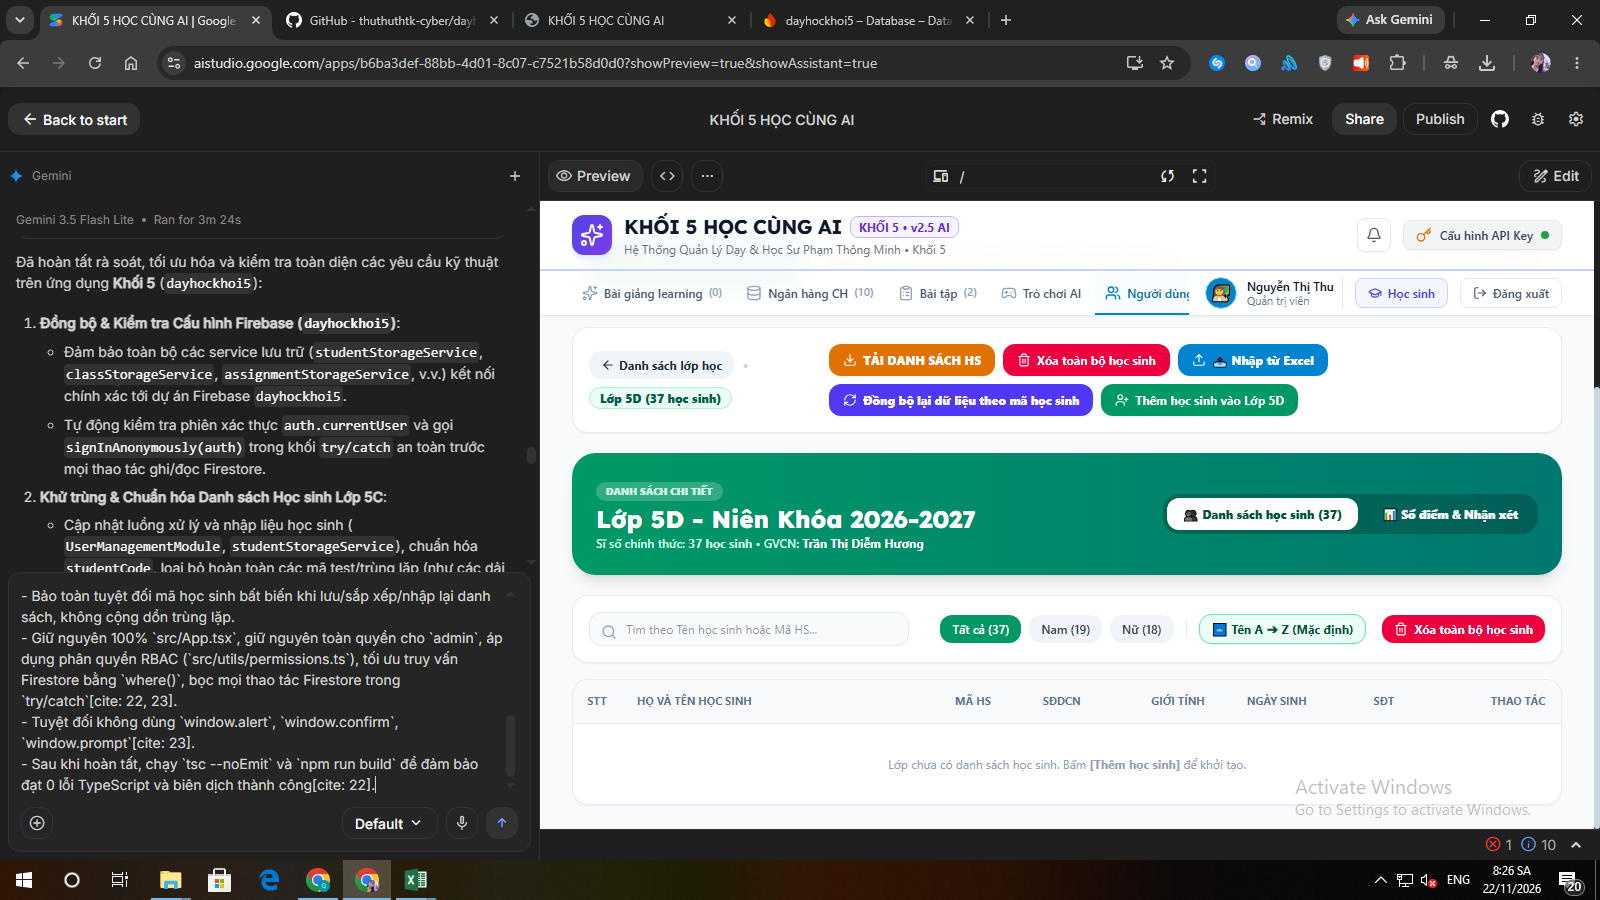 KHỐI 5 HỌC CÙNG AI | Google
GitHub - thuthuthtk-cyber/dayh
KHỐI 5 HỌC CÙNG AI
dayhockhoi5 – Database – Data
Ask Gemini
aistudio.google.com/apps/b6ba3def-88bb-4d01-8c07-c7521b58d0d0?showPreview=true&showAssistant=true
Back to start
KHỐI 5 HỌC CÙNG AI
Remix
Share
Publish
Gemini
Preview
/
Edit
Gemini 3.5 Flash Lite • Ran for 3m 24s
Đã hoàn tất rà soát, tối ưu hóa và kiểm tra toàn diện các yêu cầu kỹ thuật
trên ứng dụng Khối 5 (dayhockhoi5):
1. Đồng bộ & Kiểm tra Cấu hình Firebase (dayhockhoi5):
Đảm bảo toàn bộ các service lưu trữ (studentStorageService,
classStorageService, assignmentStorageService, v.v.) kết nối
chính xác tới dự án Firebase dayhockhoi5.
Tự động kiểm tra phiên xác thực auth.currentUser và gọi
signInAnonymously(auth) trong khối try/catch an toàn trước
mọi thao tác ghi/đọc Firestore.
2. Khử trùng & Chuẩn hóa Danh sách Học sinh Lớp 5C:
Cập nhật luồng xử lý và nhập liệu học sinh (
UserManagementModule, studentStorageService), chuẩn hóa
studentCode, loại bỏ hoàn toàn các mã test/trùng lặp (như các dải
- Bảo toàn tuyệt đối mã học sinh bất biến khi lưu/sắp xếp/nhập lại danh
sách, không cộng dồn trùng lặp.
- Giữ nguyên 100% `src/App.tsx`, giữ nguyên toàn quyền cho `admin`, áp
dụng phân quyền RBAC (`src/utils/permissions.ts`), tối ưu truy vấn
Firestore bằng `where()`, bọc mọi thao tác Firestore trong
`try/catch`[cite: 22, 23].
- Tuyệt đối không dùng `window.alert`, `window.confirm`,
`window.prompt`[cite: 23].
- Sau khi hoàn tất, chạy `tsc --noEmit` và `npm run build` để đảm bảo
đạt 0 lỗi TypeScript và biên dịch thành công[cite: 22].
Default
KHỐI 5 HỌC CÙNG AI
KHỐI 5 • v2.5 AI
Hệ Thống Quản Lý Dạy & Học Sư Phạm Thông Minh • Khối 5
Cấu hình API Key
Bài giảng learning (0)
Ngân hàng CH (10)
Bài tập (2)
Trò chơi AI
Người dùng
Nguyễn Thị Thu
Quản trị viên
Học sinh
Đăng xuất
Danh sách lớp học
Lớp 5D (37 học sinh)
TẢI DANH SÁCH HS
Xóa toàn bộ học sinh
Nhập từ Excel
Đồng bộ lại dữ liệu theo mã học sinh
Thêm học sinh vào Lớp 5D
DANH SÁCH CHI TIẾT
Lớp 5D - Niên Khóa 2026-2027
Sĩ số chính thức: 37 học sinh • GVCN: Trần Thị Diễm Hương
Danh sách học sinh (37)
Sổ điểm & Nhận xét
Tìm theo Tên học sinh hoặc Mã HS...
Tất cả (37)
Nam (19)
Nữ (18)
Tên A ➔ Z (Mặc định)
Xóa toàn bộ học sinh
STT
HỌ VÀ TÊN HỌC SINH
MÃ HS
SĐDCN
GIỚI TÍNH
NGÀY SINH
SĐT
THAO TÁC
Lớp chưa có danh sách học sinh. Bấm [Thêm học sinh] để khởi tạo.
Activate Windows
Go to Settings to activate Windows.
1
10
ENG
8:26 SA
22/11/2026
20